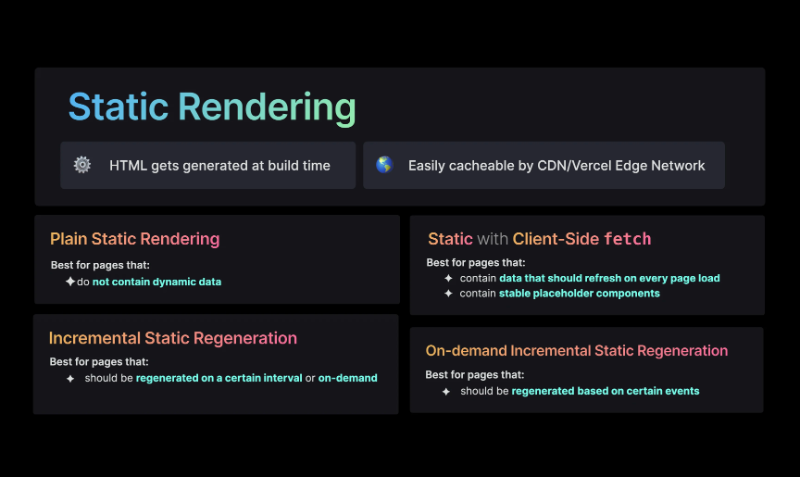 Static Rendering
HTML gets generated at build time
Easily cacheable by CDN/Vercel Edge Network
Plain Static Rendering
Best for pages that:
do not contain dynamic data
Static with Client-Side fetch
Best for pages that:
contain data that should refresh on every page load
contain stable placeholder components
Incremental Static Regeneration
Best for pages that:
should be regenerated on a certain interval or on-demand
On-demand Incremental Static Regeneration
Best for pages that:
should be regenerated based on certain events